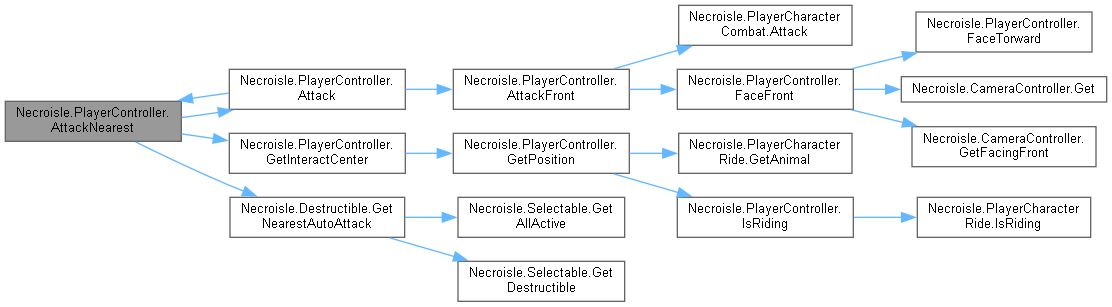 Necroisle.PlayerController.
AttackNearest
Necroisle.PlayerController.
Attack
Necroisle.PlayerController.
GetInteractCenter
Necroisle.Destructible.Get
NearestAutoAttack
Necroisle.PlayerController.
AttackFront
Necroisle.PlayerController.
GetPosition
Necroisle.Selectable.Get
AllActive
Necroisle.Selectable.Get
Destructible
Necroisle.PlayerCharacter
Combat.Attack
Necroisle.PlayerController.
FaceFront
Necroisle.PlayerCharacter
Ride.GetAnimal
Necroisle.PlayerController.
IsRiding
Necroisle.PlayerController.
FaceTorward
Necroisle.CameraController.Get
Necroisle.CameraController.
GetFacingFront
Necroisle.PlayerCharacter
Ride.IsRiding